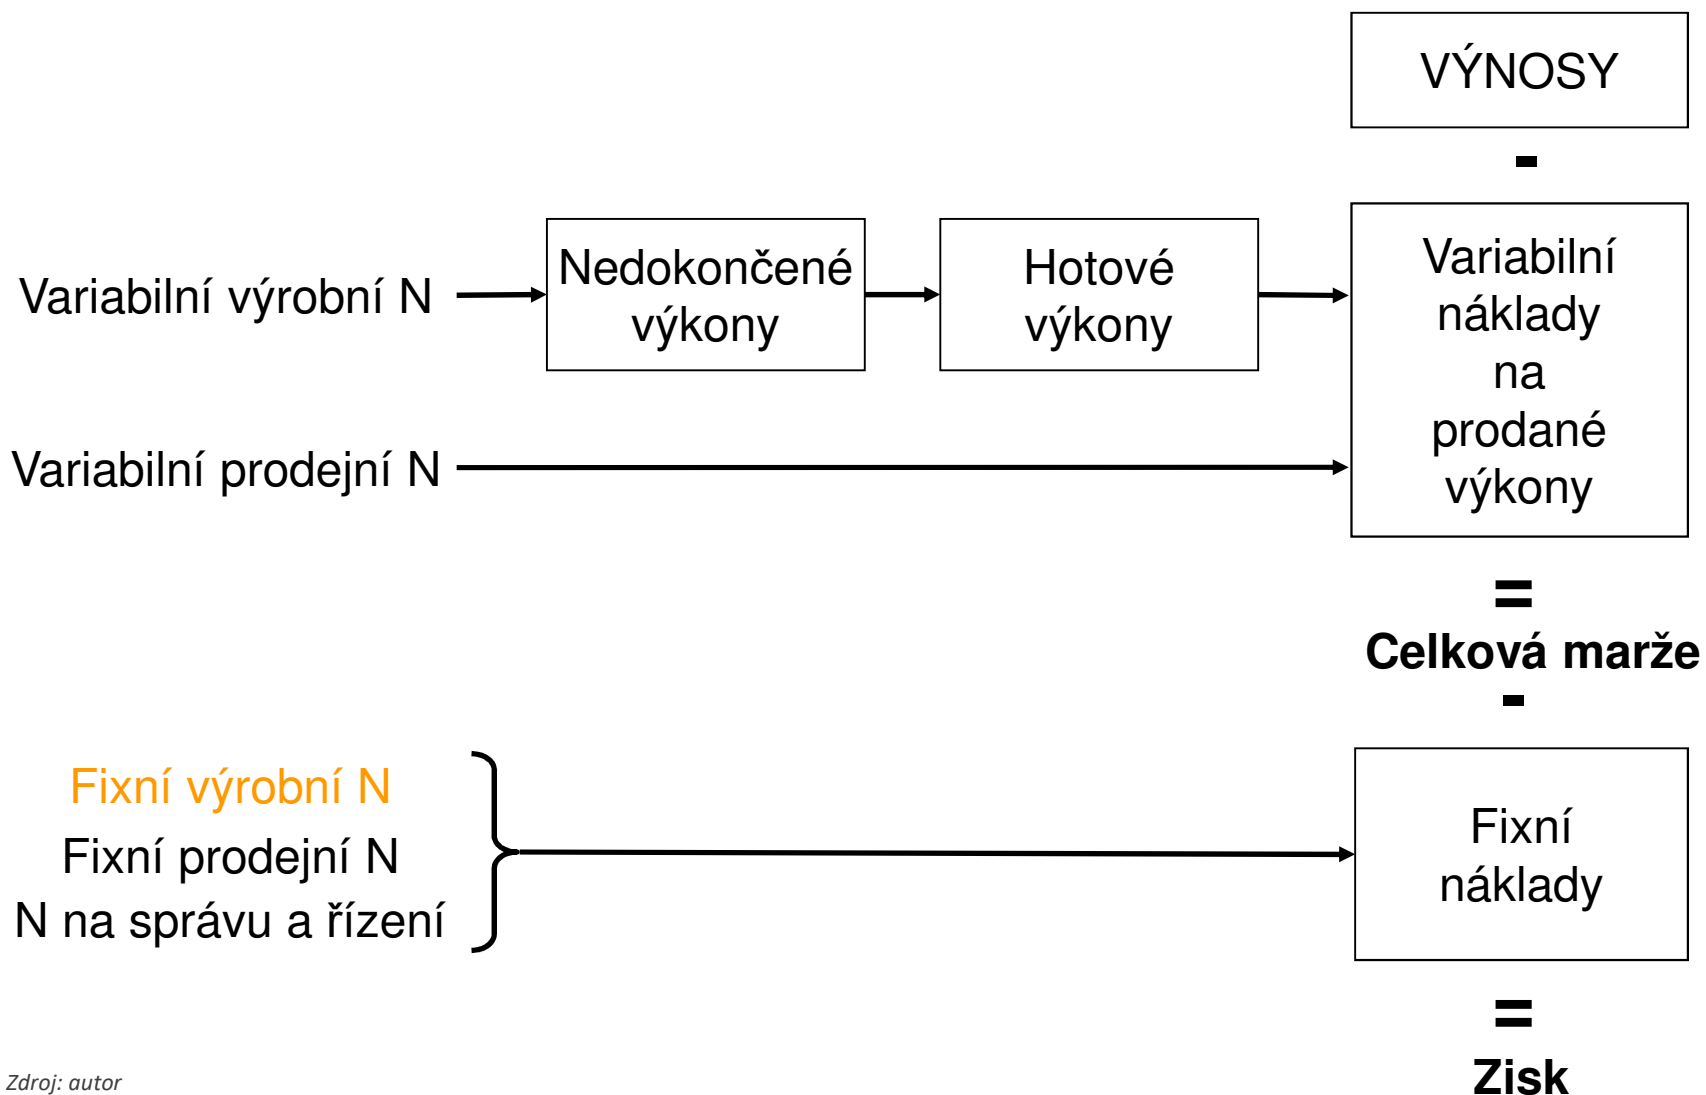 VÝNOSY
-
Variabilní výrobní N
Nedokončené
výkony
Hotové
výkony
Variabilní
náklady
na
prodané
výkony
Variabilní prodejní N
=
Celková marže
-
Fixní výrobní N
Fixní prodejní N
N na správu a řízení
Fixní
náklady
=
Zisk
Zdroj: autor